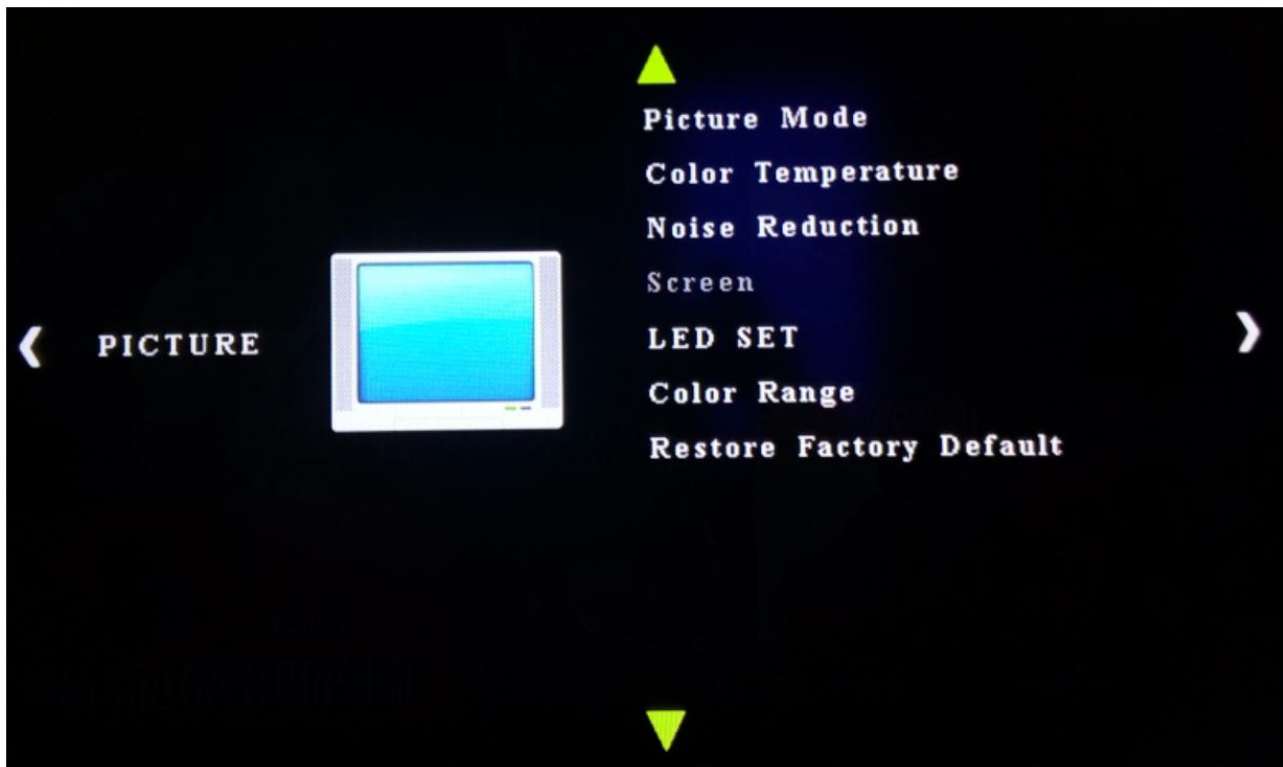 Picture Mode
Color Temperature
Noise Reduction
Screen
PICTURE
LED SET
Color Range
Restore Factory Default